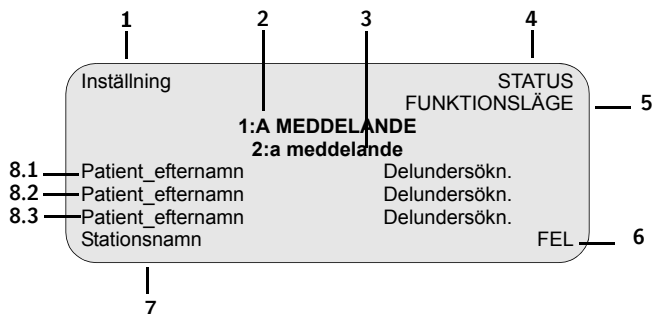 1 2 3 4
Inställning STATUS
FUNKTIONSLÄGE 5
1:A MEDDELANDE
2:a meddelande
8.1 Patient_efternamn Delundersökn.
8.2 Patient_efternamn Delundersökn.
8.3 Patient_efternamn Delundersökn.
Stationsnamn FEL 6
7